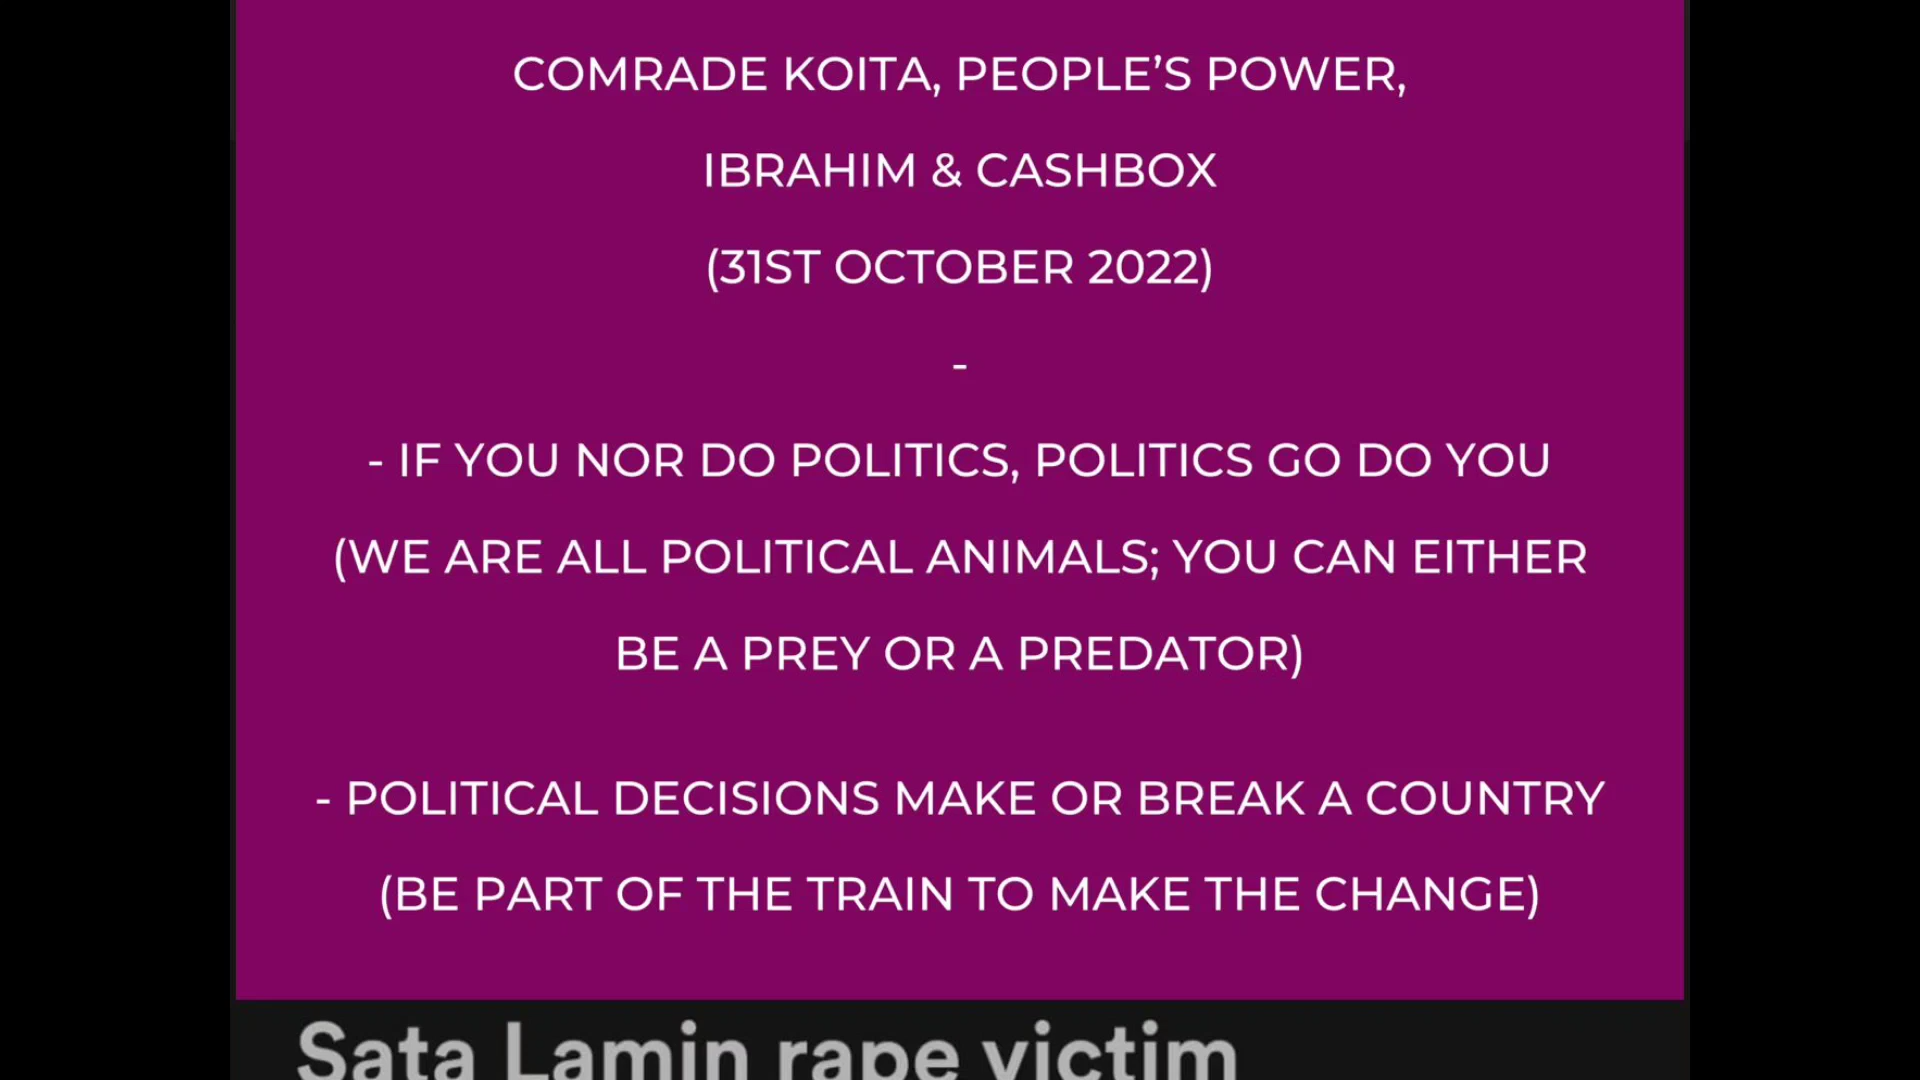 COMRADE KOITA, PEOPLE’S POWER,
IBRAHIM & CASHBOX
(31ST OCTOBER 2022)
-
- IF YOU NOR DO POLITICS, POLITICS GO DO YOU
(WE ARE ALL POLITICAL ANIMALS; YOU CAN EITHER
BE A PREY OR A PREDATOR)
- POLITICAL DECISIONS MAKE OR BREAK A COUNTRY
(BE PART OF THE TRAIN TO MAKE THE CHANGE)
Sata Lamin rape victim